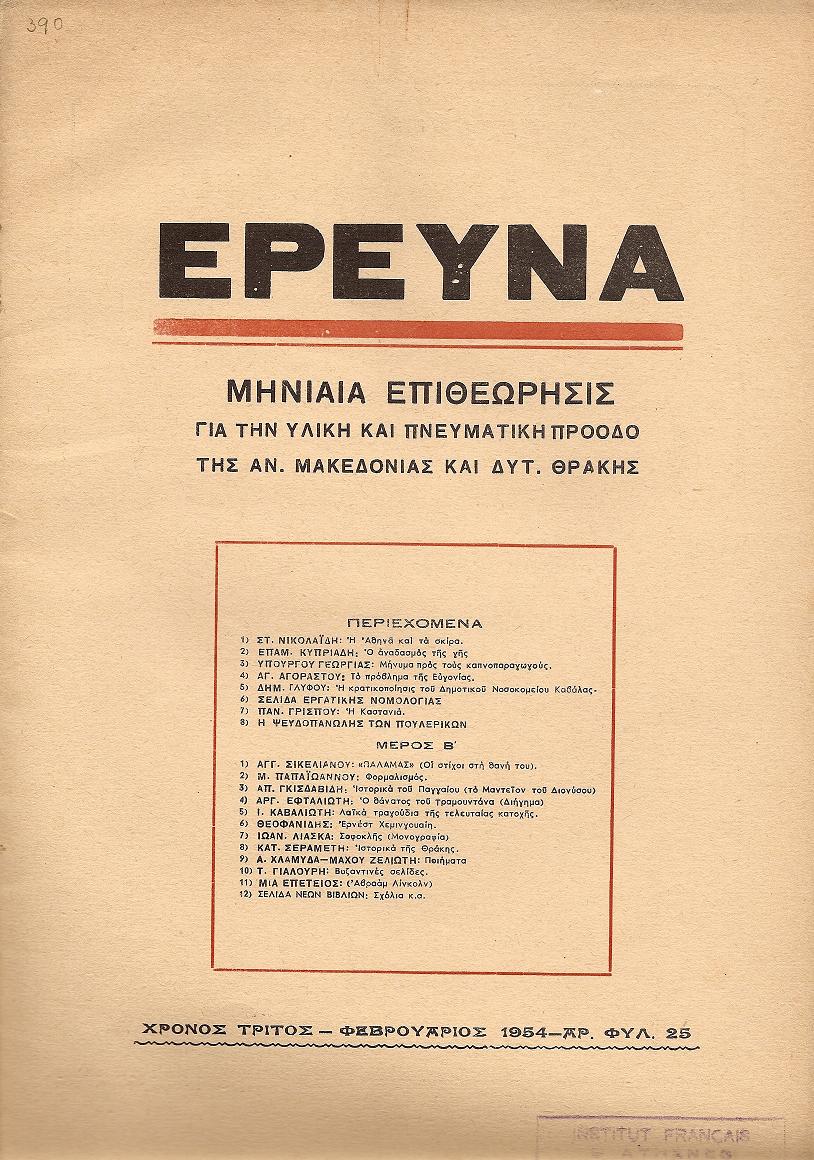 390
ΕΡΕΥΝΑ
ΜΗΝΙΑΙΑ ΕΠΙΘΕΩΡΗΣΙΣ
ΓΙΑ ΤΗΝ ΥΛΙΚΗ ΚΑΙ ΠΝΕΥΜΑΤΙΚΗ ΠΡΟΟΔΟ
ΤΗΣ ΑΝ. ΜΑΚΕΔΟΝΙΑΣ ΚΑΙ ΔΥΤ. ΘΡΑΚΗΣ
ΠΕΡΙΕΧΟΜΕΝΑ
1) ΣΤ. ΝΙΚΟΛΑΪΔΗ: Ἡ Ἀθηνᾶ καὶ τὰ σκίρα.
2) ΕΠΑΜ. ΚΥΠΡΙΑΔΗ: Ὁ ἀναδασμὸς τῆς γῆς
3) ΥΠΟΥΡΓΟΥ ΓΕΩΡΓΙΑΣ: Μήνυμα πρὸς τοὺς καπνοπαραγωγούς.
4) ΑΓ. ΑΓΟΡΑΣΤΟΥ: Τὸ πρόβλημα τῆς Εὐγονίας.
5) ΔΗΜ. ΓΛΥΦΟΥ: Ἡ κρατικοποίησις τοῦ Δημοτικοῦ Νοσοκομείου Καβάλας-
6) ΣΕΛΙΔΑ ΕΡΓΑΤΙΚΗΣ ΝΟΜΟΛΟΓΙΑΣ
7) ΠΑΝ. ΓΡΙΣΠΟΥ: Ἡ Καστανιά.
8) Η ΨΕΥΔΟΠΑΝΩΛΗΣ ΤΩΝ ΠΟΥΛΕΡΙΚΩΝ
ΜΕΡΟΣ Β'
1) ΑΓΓ. ΣΙΚΕΛΙΑΝΟΥ: «ΠΑΛΑΜΑΣ» (Οἱ στίχοι στὴ θανή του).
2) Μ. ΠΑΠΑΪΩΑΝΝΟΥ: Φορμαλισμός.
3) ΑΠ. ΓΚΙΣΔΑΒΙΔΗ: Ἱστορικὰ τοῦ Παγγαίου (τὸ Μαντεῖον τοῦ Διονύσου)
4) ΑΡΓ. ΕΦΤΑΛΙΩΤΗ: Ὁ θάνατος τοῦ τραμουντάνα (Διήγημα)
5) Ι. ΚΑΒΑΛΙΩΤΗ: Λαϊκὰ τραγούδια τῆς τελευταίας κατοχῆς.
6) ΘΕΟΦΑΝΙΔΗΣ: Ἔρνέστ Χεμινγουαίη.
7) ΙΩΑΝ. ΛΙΑΣΚΑ: Σοφοκλῆς (Μονογραφία)
8) ΚΑΤ. ΣΕΡΑΜΕΤΗ: Ἱστορικὰ τῆς Θράκης.
9) Α. ΧΛΑΜΥΔΑ—ΜΑΧΟΥ ΖΕΛΙΩΤΗ: Ποιήματα
10) Τ. ΓΙΑΛΟΥΡΗ: Βυζαντινὲς σελίδες.
11) ΜΙΑ ΕΠΕΤΕΙΟΣ: (Ἀβραὰμ Λίνκολν)
12) ΣΕΛΙΔΑ ΝΕΩΝ ΒΙΒΛΙΩΝ: Σχόλια κ.ἀ.
ΧΡΟΝΟΣ ΤΡΙΤΟΣ — ΦΕΒΡΟΥΑΡΙΟΣ 1954—ΑΡ. ΦΥΛ. 25
INSTITUT FRANÇAIS
D'ATHÈNES